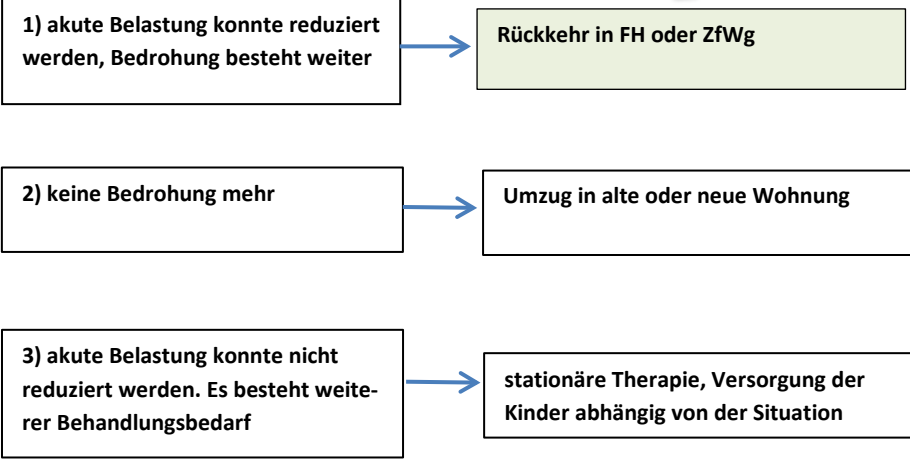 1) akute Belastung konnte reduziert
werden, Bedrohung besteht weiter
Rückkehr in FH oder ZfWg
2) keine Bedrohung mehr
Umzug in alte oder neue Wohnung
3) akute Belastung konnte nicht
reduziert werden. Es besteht weite-
rer Behandlungsbedarf
stationäre Therapie, Versorgung der
Kinder abhängig von der Situation